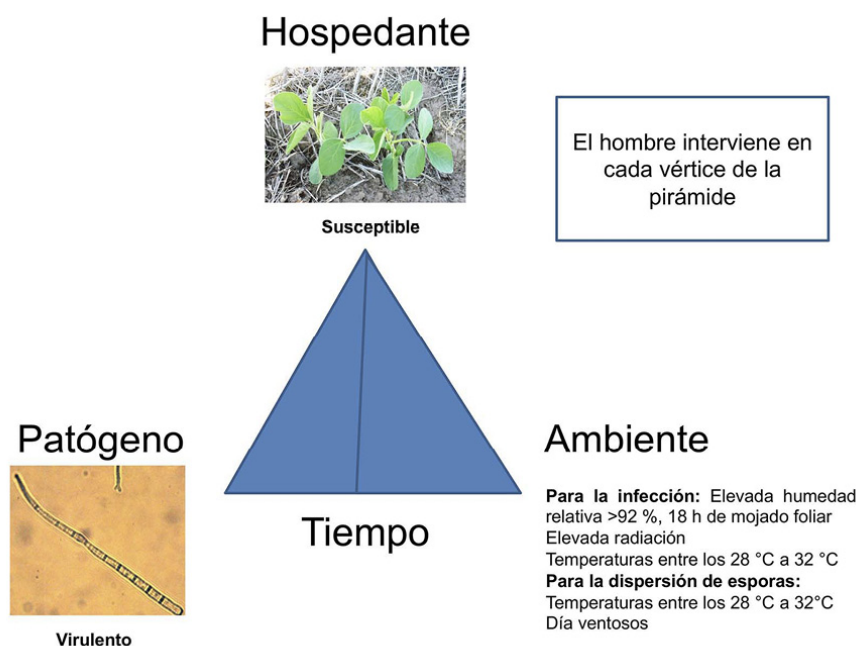 Hospedante
Susceptible
El hombre interviene en
cada vértice de la
pirámide
Patógeno
Virulento
Tiempo
Ambiente
Para la infección: Elevada humedad
relativa >92 %, 18 h de mojado foliar
Elevada radiación
Temperaturas entre los 28 °C a 32 °C
Para la dispersión de esporas:
Temperaturas entre los 28 °C a 32°C
Día ventosos